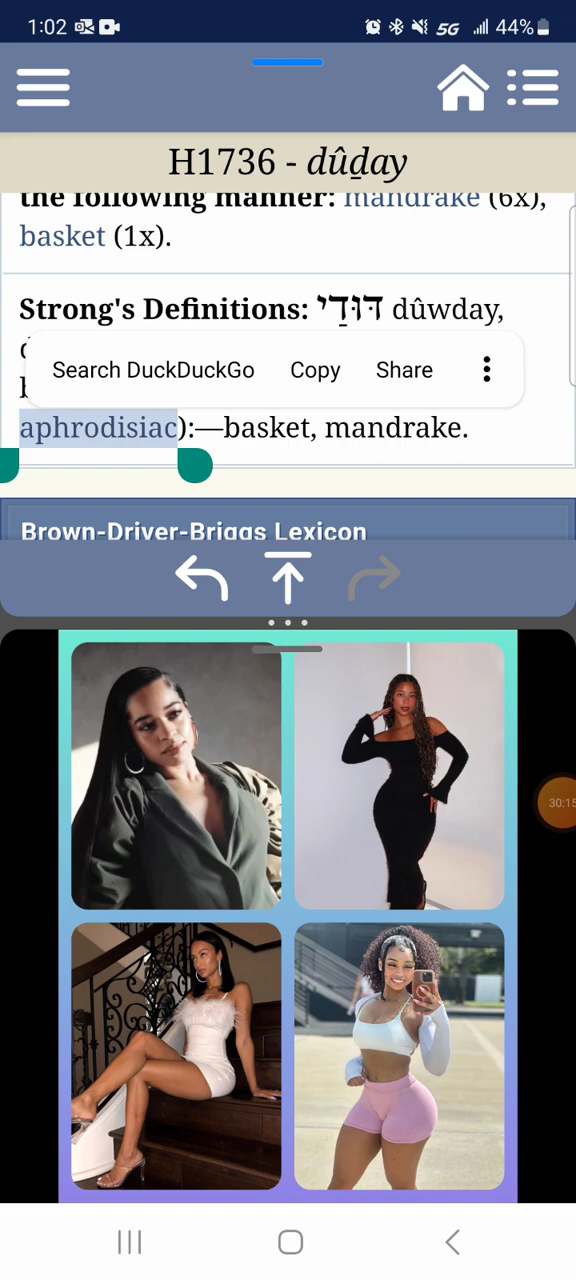 1:02 5G 44%
H1736 - dûḏay
the following manner: mandrake (6x),
basket (1x).
Strong's Definitions: דּוּדַי dûwday,
Search DuckDuckGo Copy Share
aphrodisiac):—basket, mandrake.
Brown-Driver-Briggs Lexicon
30:15